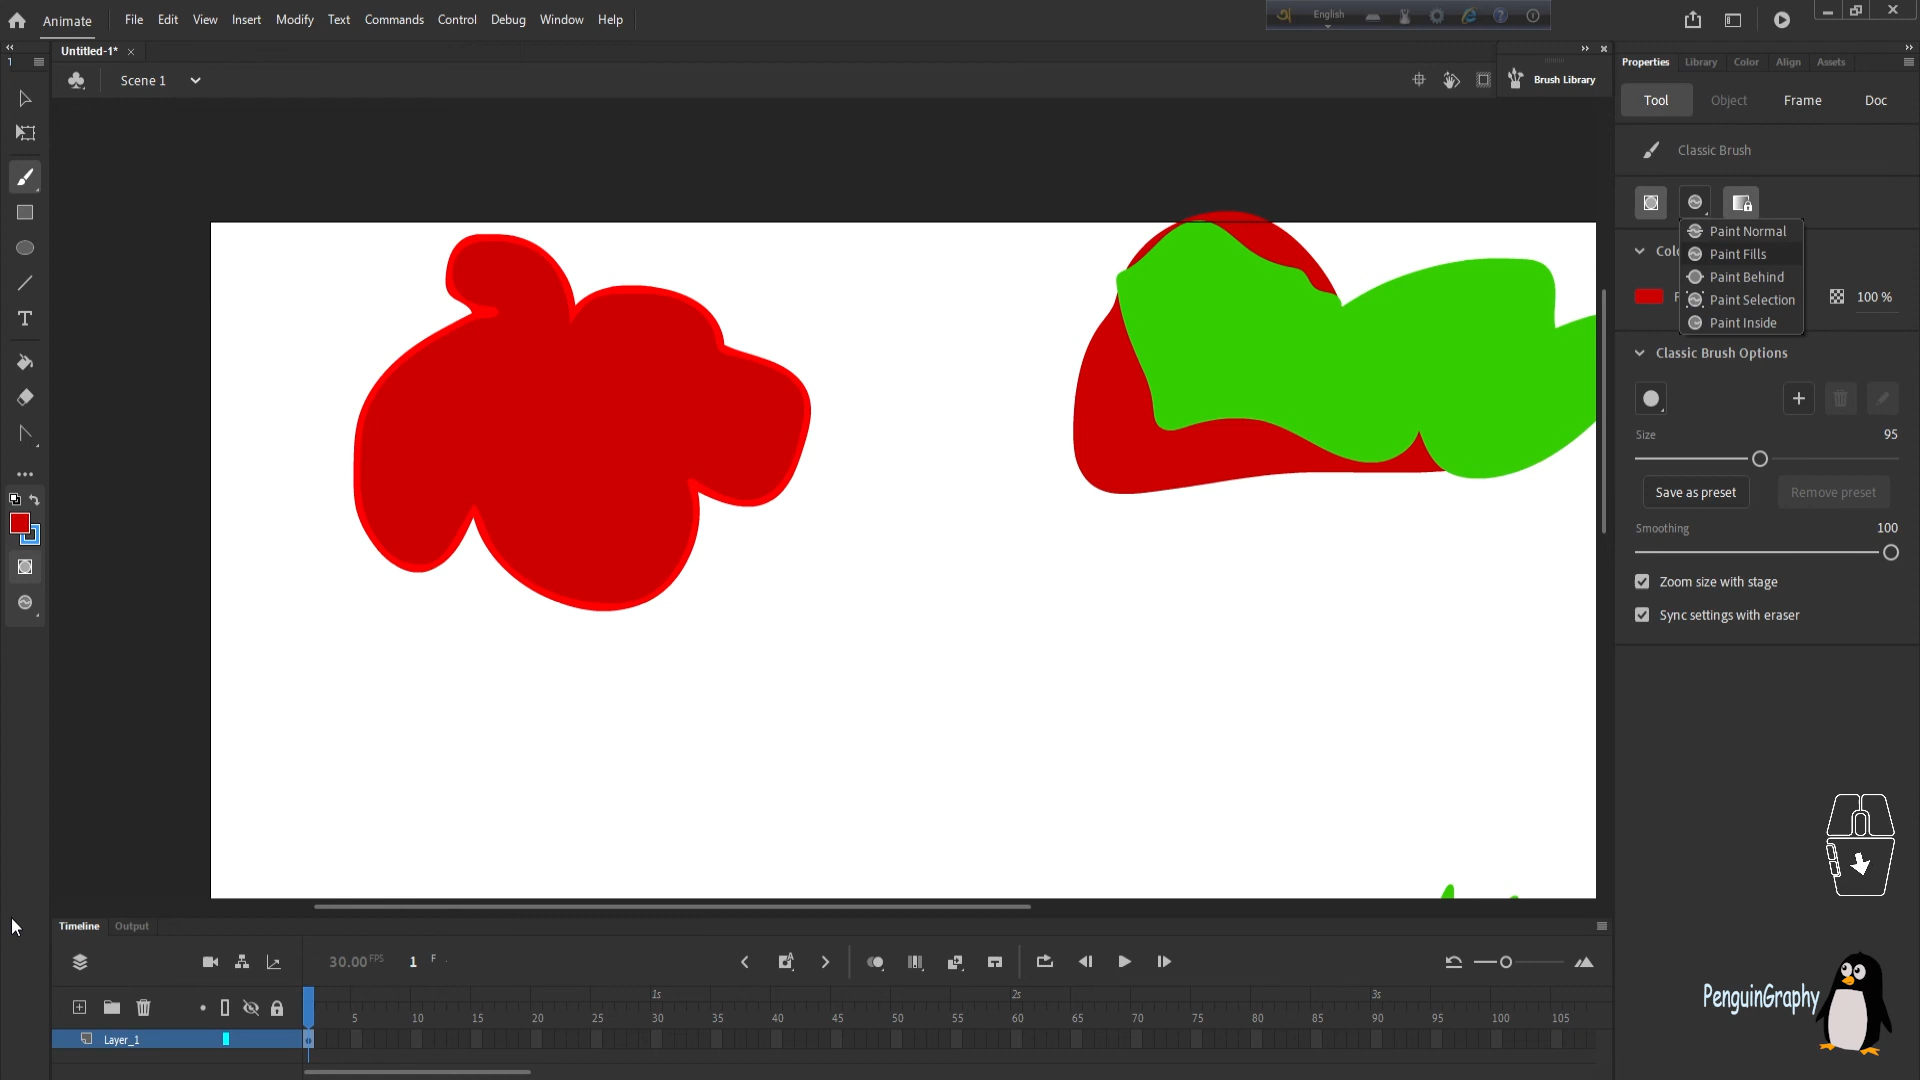 Animate File Edit View Insert Modify Text Commands Control Debug Window Help
English
1
Untitled-1*
Scene 1
Brush Library
Properties Library Color Align Assets
Tool Object Frame Doc
Classic Brush
Paint Normal
Paint Fills
Paint Behind
Paint Selection
Paint Inside
100 %
Classic Brush Options
Size 95
Save as preset Remove preset
Smoothing 100
Zoom size with stage
Sync settings with eraser
Timeline Output
30.00 FPS 1 F
1s 2s 3s
5 10 15 20 25 30 35 40 45 50 55 60 65 70 75 80 85 90 95 100 105
Layer_1
PenguinGraphy